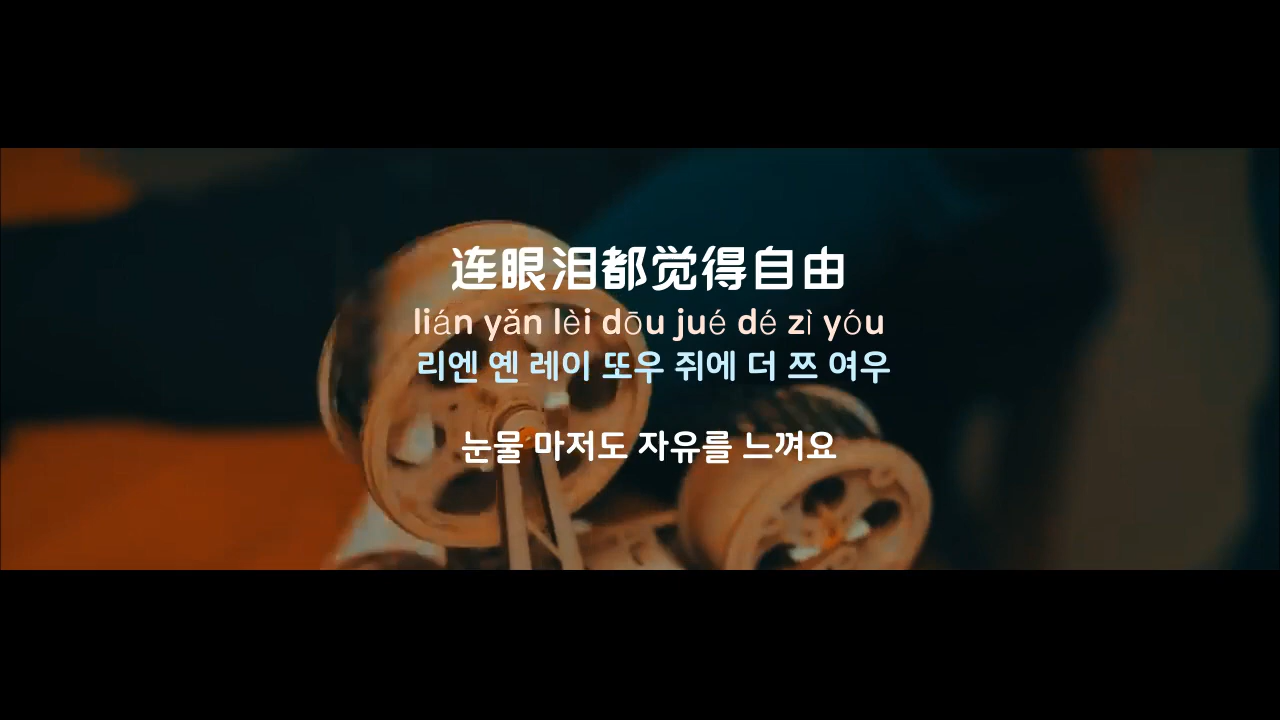 连眼泪都觉得自由
lián yǎn lèi dōu jué dé zì yóu
리엔 옌 레이 또우 쥐에 더 쯔 여우
눈물 마저도 자유를 느껴요